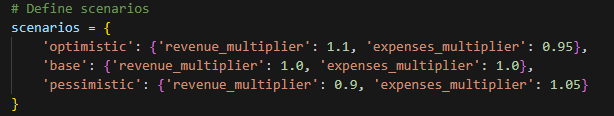 # Define scenarios
scenarios = {
    'optimistic': {'revenue_multiplier': 1.1, 'expenses_multiplier': 0.95},
    'base': {'revenue_multiplier': 1.0, 'expenses_multiplier': 1.0},
    'pessimistic': {'revenue_multiplier': 0.9, 'expenses_multiplier': 1.05}
}